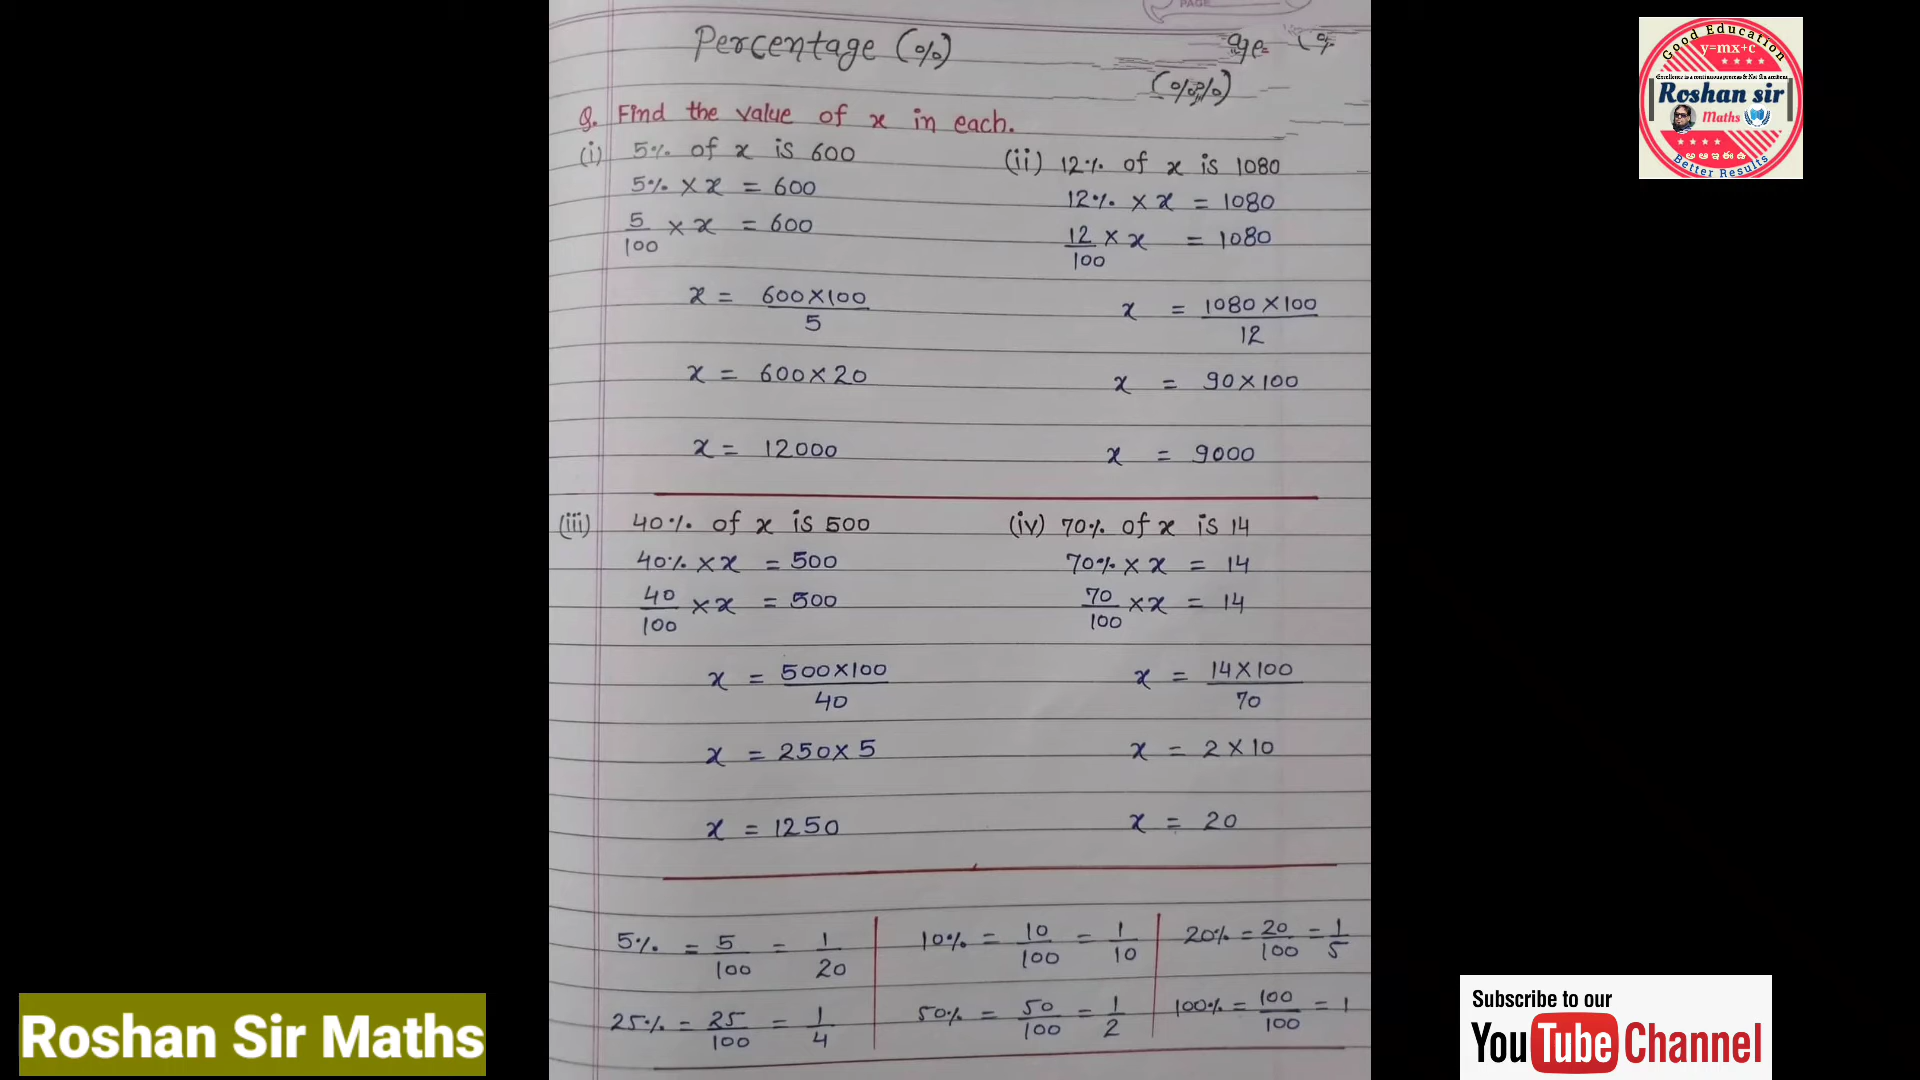 PAGE
Percentage (%)
age (%
(%%)
Q. Find the value of x in each.
(i) 5% of x is 600
5% × x = 600
5/100 × x = 600
x = 600×100/5
x = 600×20
x = 12000
(ii) 12% of x is 1080
12% × x = 1080
12/100 × x = 1080
x = 1080×100/12
x = 90×100
x = 9000
(iii) 40% of x is 500
40% × x = 500
40/100 × x = 500
x = 500×100/40
x = 250×5
x = 1250
(iv) 70% of x is 14
70% × x = 14
70/100 × x = 14
x = 14×100/70
x = 2×10
x = 20
5% = 5/100 = 1/20
10% = 10/100 = 1/10
20% = 20/100 = 1/5
25% = 25/100 = 1/4
50% = 50/100 = 1/2
100% = 100/100 = 1
Good Education
y=mx+c
Roshan sir
Maths
Better Results
Roshan Sir Maths
Subscribe to our
YouTube Channel